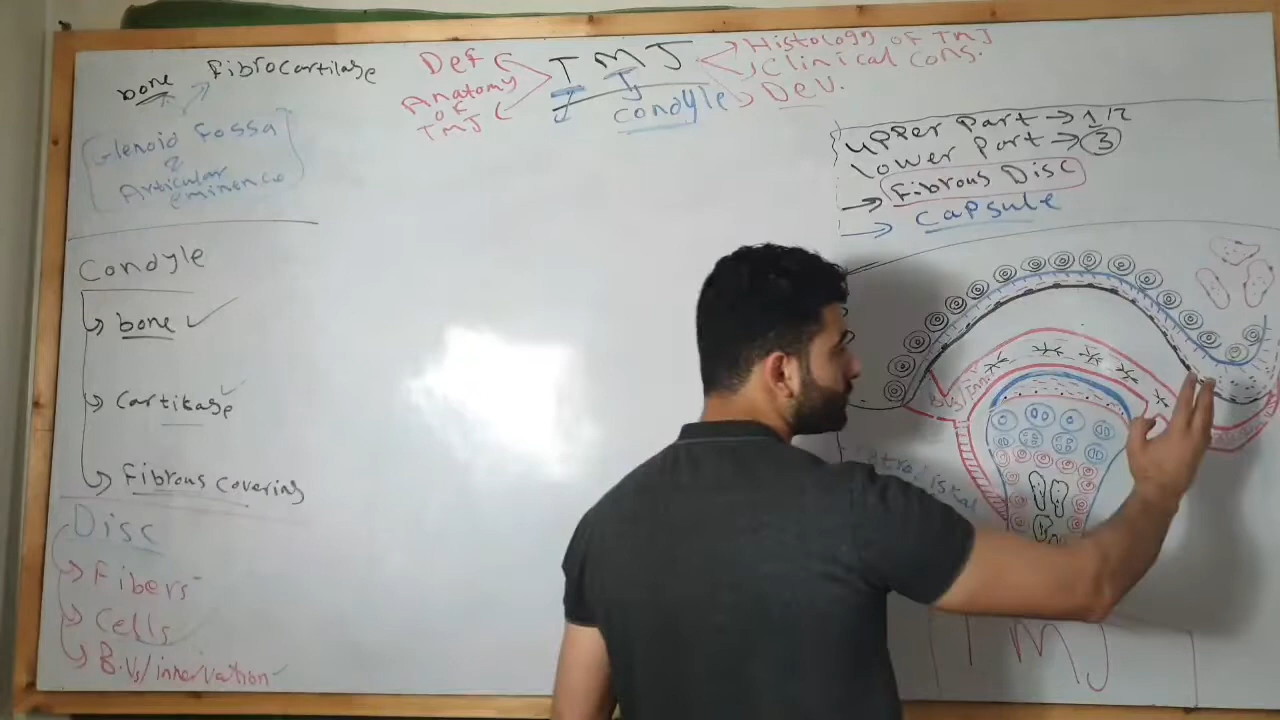 bone
Fibrocartilage
Glenoid Fossa
&
Articular
eminence
Def
Anatomy
OF
TMJ
TMJ
condyle
Histology of TMJ
Clinical Cons.
Dev.
upper Part → 1/2
Lower Part → 3
→ Fibrous Disc
→ capsule
Condyle
bone ✓
Cartilage ✓
Fibrous Covering
Disc
Fibers
Cells
B.Vs/innervation
TMJ